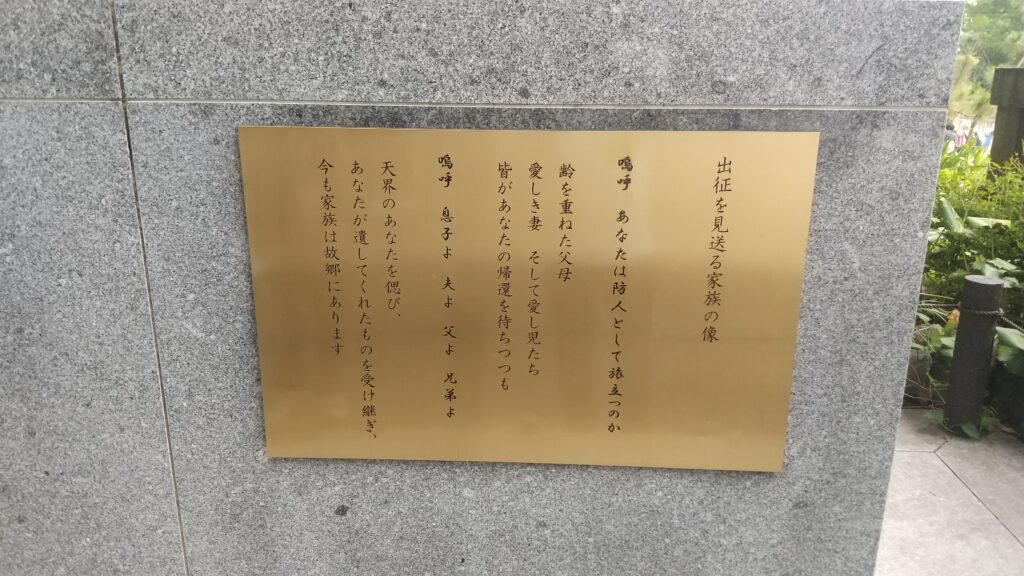 出征を見送る家族の像
嗚呼　あなたは防人として旅立つのか
齢を重ねた父母
愛しき妻　そして愛し児たち
皆があなたの帰還を待ちつつも
嗚呼　息子よ　夫よ　父よ　兄弟よ
天界のあなたを偲び、
あなたが遺してくれたものを受け継ぎ、
今も家族は故郷にあります